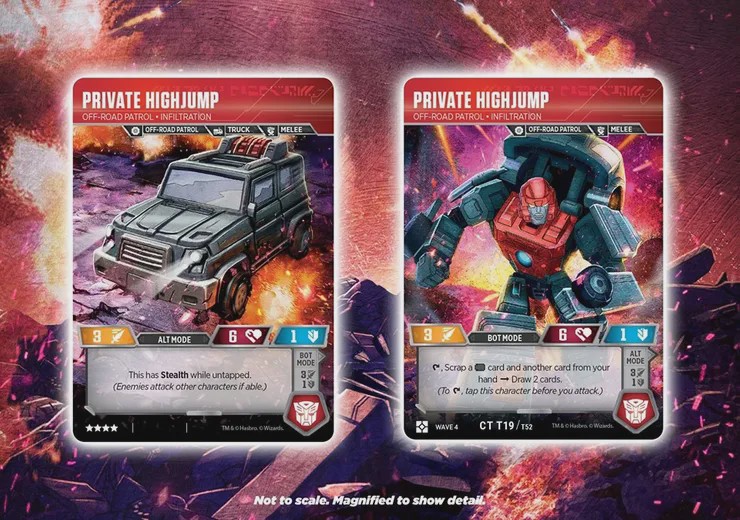 PRIVATE HIGHJUMP
OFF-ROAD PATROL • INFILTRATION
OFF-ROAD PATROL TRUCK MELEE
3 ALT MODE 6 1
This has Stealth while untapped.
(Enemies attack other characters if able.)
BOT
MODE
3
1
TM & © Hasbro. © Wizards.
PRIVATE HIGHJUMP
OFF-ROAD PATROL • INFILTRATION
OFF-ROAD PATROL MELEE
3 BOT MODE 6 1
, Scrap a card and another card from your
hand → Draw 2 cards.
(To , tap this character before you attack.)
ALT
MODE
3
1
WAVE 4 CT T19 / T52 TM & © Hasbro. © Wizards.
Not to scale. Magnified to show detail.